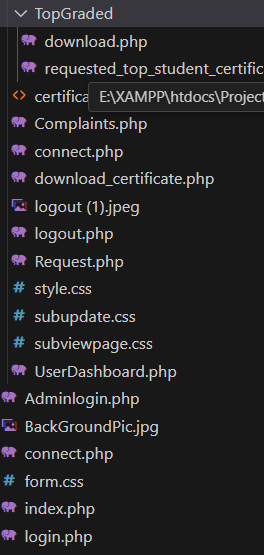 TopGraded
download.php
requested_top_student_certific
certifica
E:\XAMPP\htdocs\Project
Complaints.php
connect.php
download_certificate.php
logout (1).jpeg
logout.php
Request.php
# style.css
# subupdate.css
# subviewpage.css
UserDashboard.php
Adminlogin.php
BackGroundPic.jpg
connect.php
# form.css
index.php
login.php